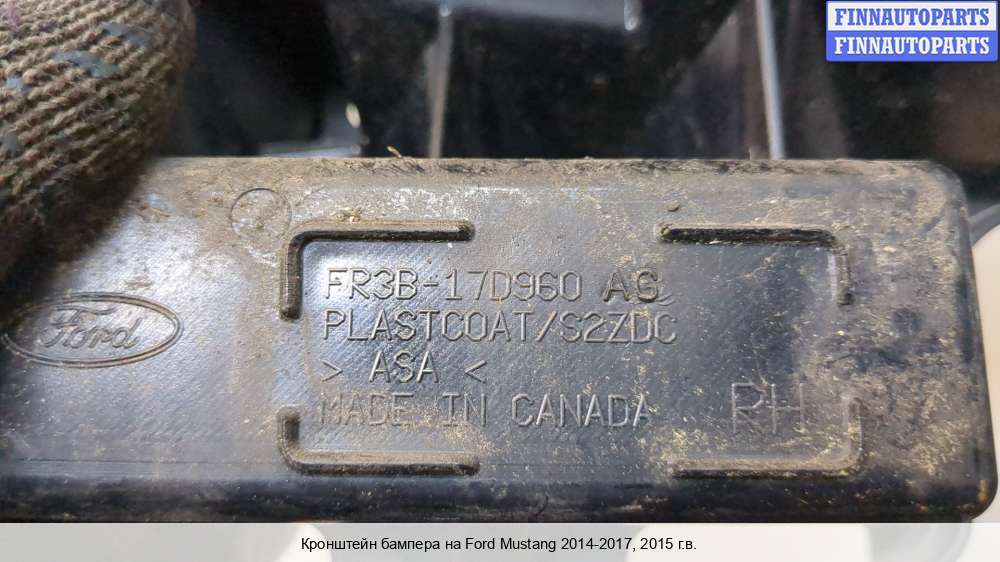 FINNAUTOPARTS
FINNAUTOPARTS
FR3B-17D960 AG
Ford
PLASTCOAT/S2ZDC
> ASA <
MADE IN CANADA
RH
Кронштейн бампера на Ford Mustang 2014-2017, 2015 г.в.